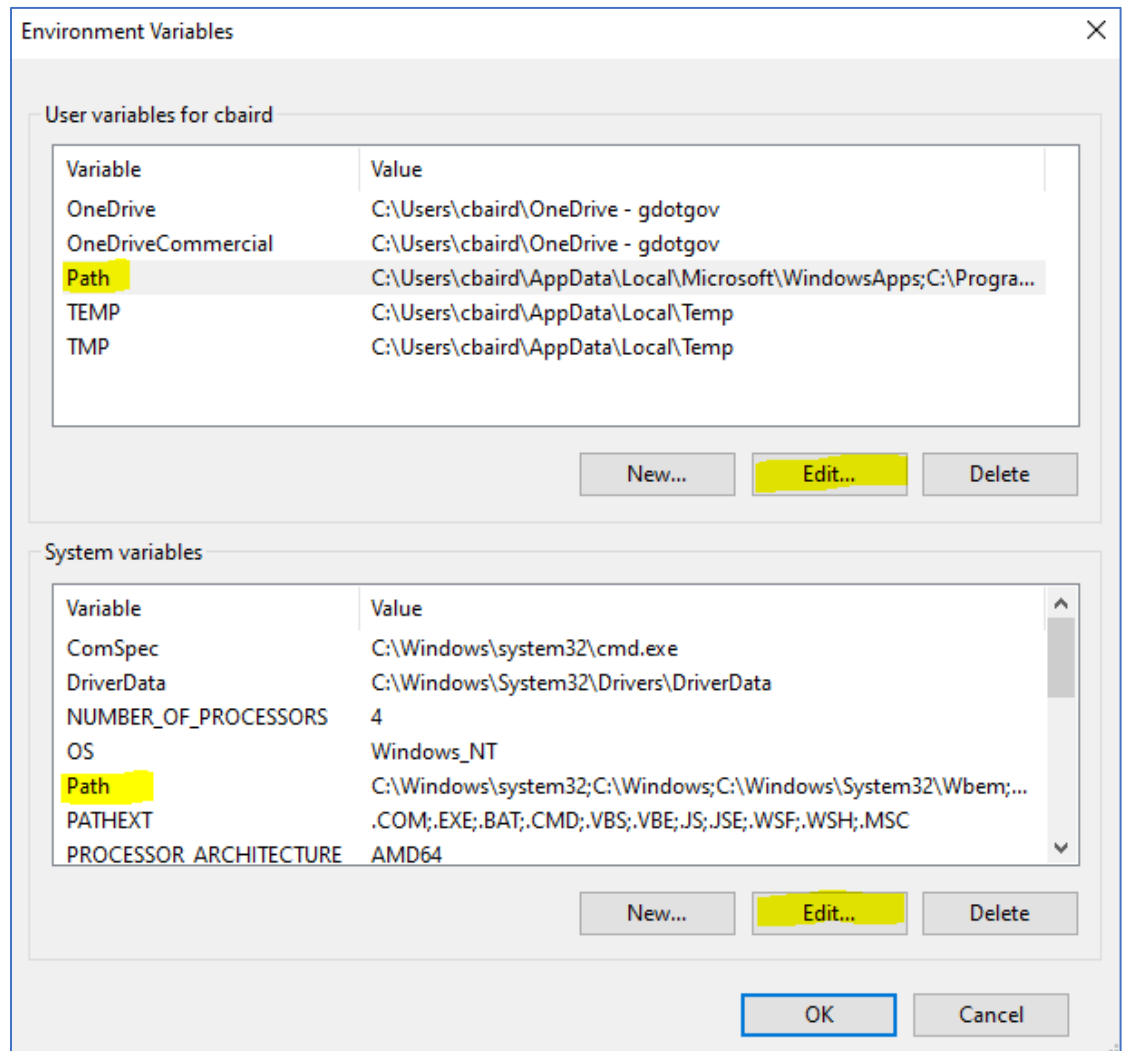 Environment Variables
User variables for cbaird
Variable Value
OneDrive C:\Users\cbaird\OneDrive - gdotgov
OneDriveCommercial C:\Users\cbaird\OneDrive - gdotgov
Path C:\Users\cbaird\AppData\Local\Microsoft\WindowsApps;C:\Progra...
TEMP C:\Users\cbaird\AppData\Local\Temp
TMP C:\Users\cbaird\AppData\Local\Temp
New... Edit... Delete
System variables
Variable Value
ComSpec C:\Windows\system32\cmd.exe
DriverData C:\Windows\System32\Drivers\DriverData
NUMBER_OF_PROCESSORS 4
OS Windows_NT
Path C:\Windows\system32;C:\Windows;C:\Windows\System32\Wbem;...
PATHEXT .COM;.EXE;.BAT;.CMD;.VBS;.VBE;.JS;.JSE;.WSF;.WSH;.MSC
PROCESSOR_ARCHITECTURE AMD64
New... Edit... Delete
OK Cancel